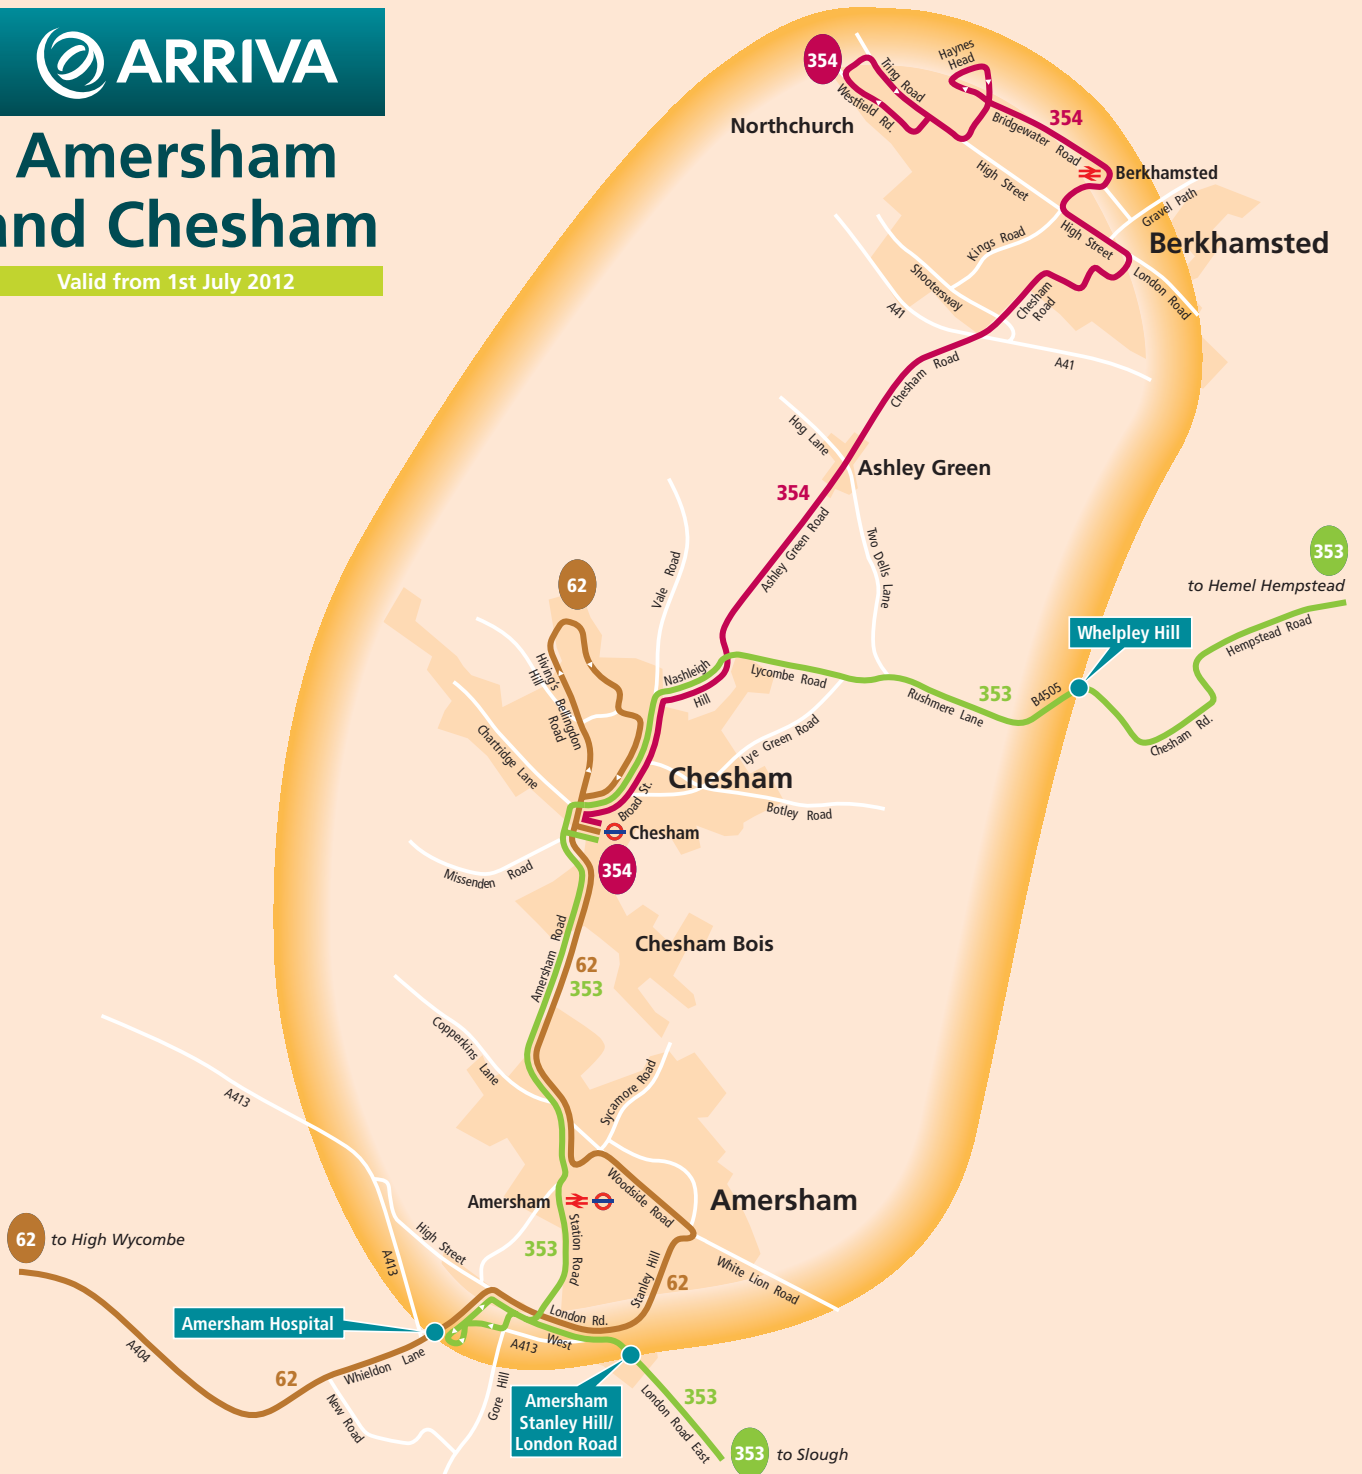 ARRIVA
Amersham
and Chesham
Valid from 1st July 2012
354
Haynes
Head
Tring Road
Westfield Rd.
Northchurch
354
Bridgewater Road
Berkhamsted
High Street
Gravel Path
Kings Road
High Street
Berkhamsted
Shootersway
London Road
Chesham
Road
A41
A41
Chesham Road
Hog Lane
Ashley Green
354
Ashley Green Road
Two Dells Lane
Vale Road
353
to Hemel Hempstead
62
Whelpley Hill
Hempstead Road
Hiving's
Hill
Bellingdon
Road
Nashleigh
Hill
Lycombe Road
353
B4505
Rushmere Lane
Chesham Rd.
Chartridge Lane
Lye Green Road
Chesham
Broad St.
Botley Road
Chesham
354
Missenden Road
Amersham Road
Chesham Bois
62
353
Copperkins Lane
Sycamore Road
A413
Woodside Road
Amersham
Amersham
Station Road
62
to High Wycombe
High Street
A413
353
Stanley Hill
62
White Lion Road
Amersham Hospital
London Rd.
A413
West
A404
62
Whieldon Lane
New Road
Gore Hill
Amersham
Stanley Hill/
London Road
353
London Road East
353
to Slough